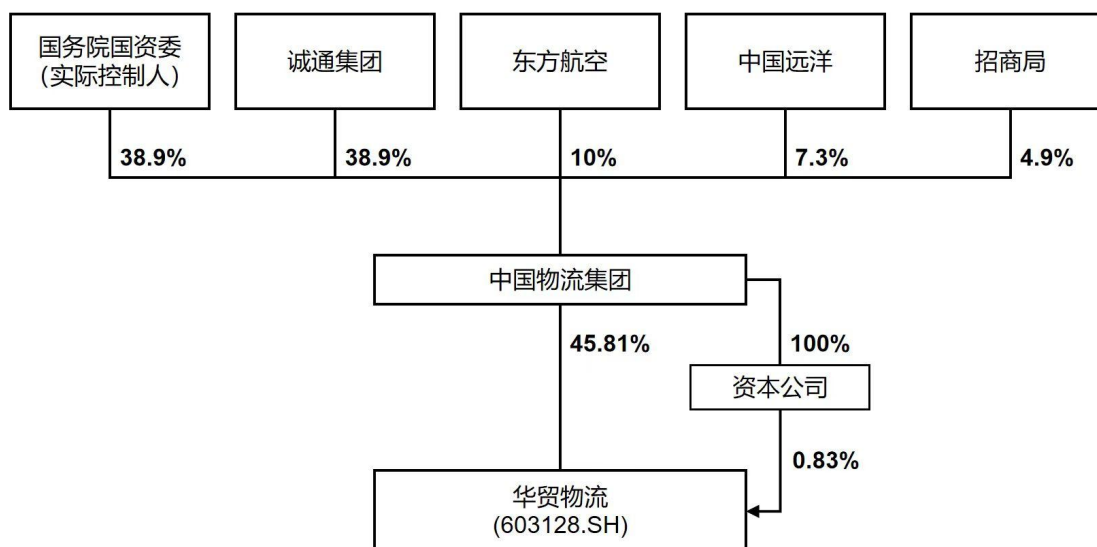 国务院国资委
（实际控制人）
诚通集团
东方航空
中国远洋
招商局
38.9%
38.9%
10%
7.3%
4.9%
中国物流集团
45.81%
100%
资本公司
0.83%
华贸物流
(603128.SH)